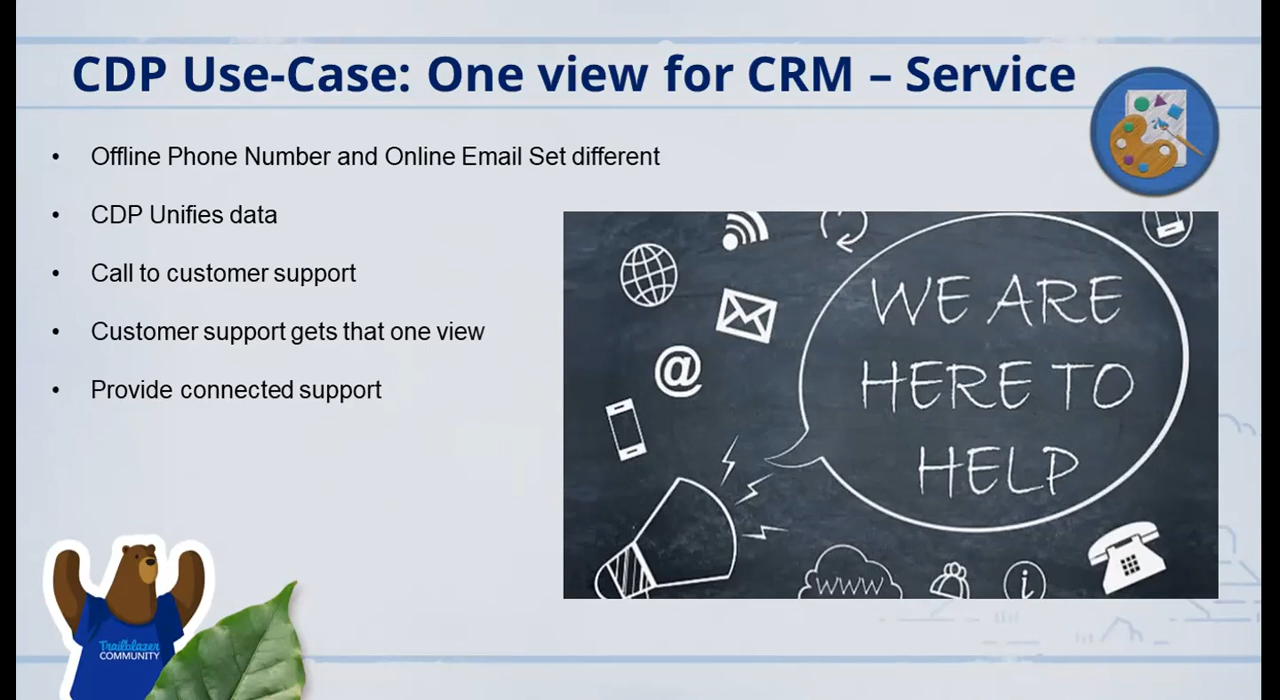 CDP Use-Case: One view for CRM – Service
• Offline Phone Number and Online Email Set different
• CDP Unifies data
• Call to customer support
• Customer support gets that one view
• Provide connected support
WE ARE
HERE TO
HELP
@
www
i
Trailblazer
COMMUNITY